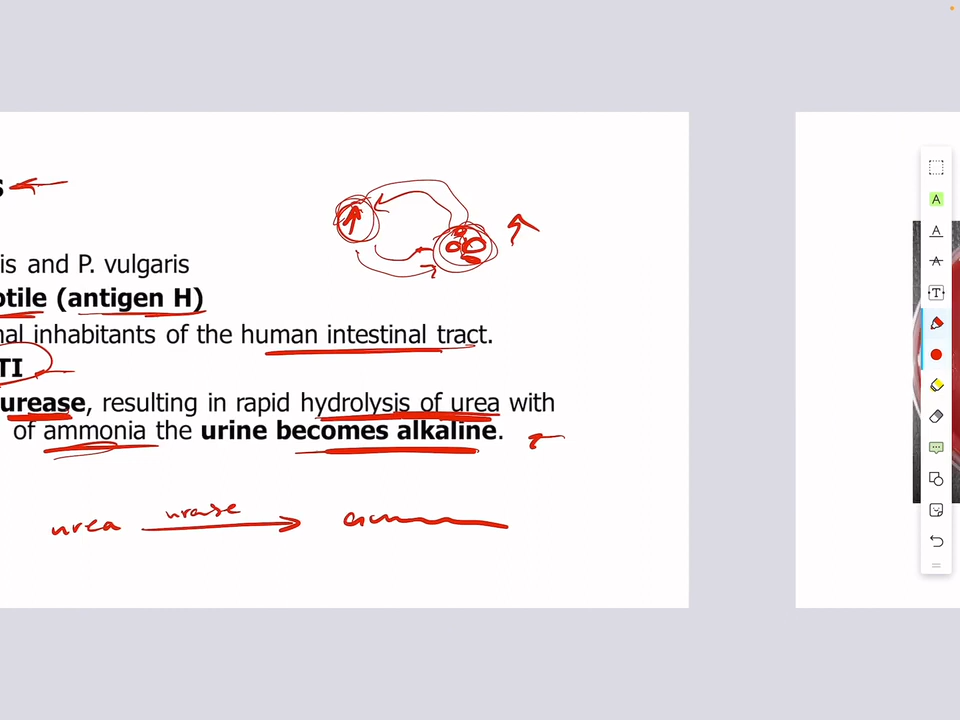 s
is and P. vulgaris
otile (antigen H)
nal inhabitants of the human intestinal tract.
TI
urease, resulting in rapid hydrolysis of urea with
of ammonia the urine becomes alkaline.
urase
urea
A
A
A
T